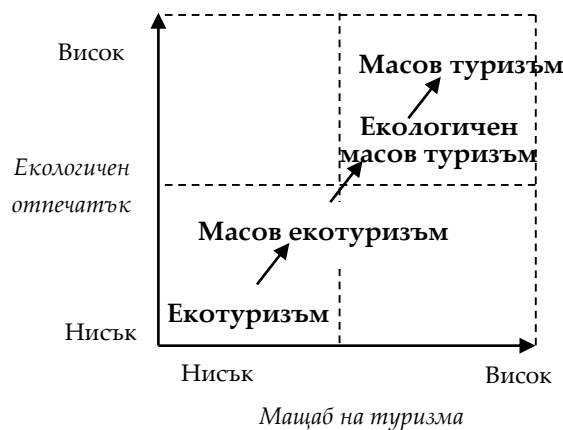 Висок
Масов туризъм
Екологичен
масов туризъм
Екологичен
отпечатък
Масов екотуризъм
Екотуризъм
Нисък
Нисък
Висок
Мащаб на туризма